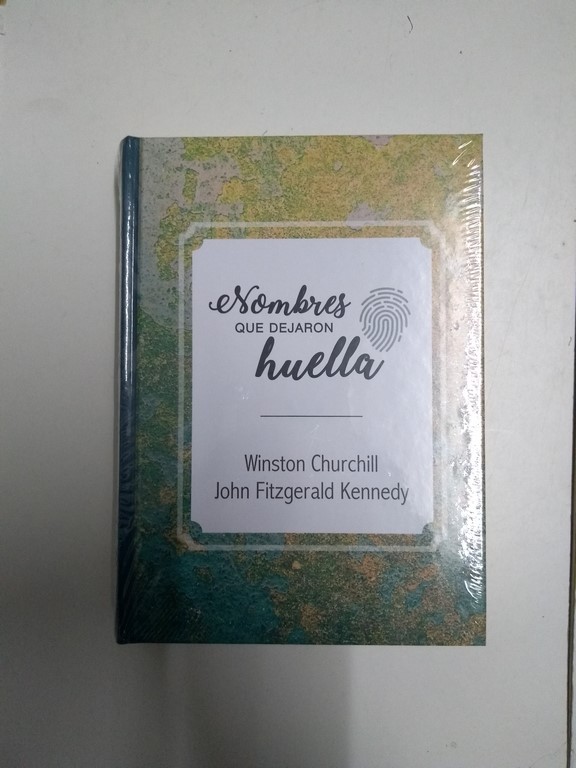 Nombres
QUE DEJARON
huella
Winston Churchill
John Fitzgerald Kennedy